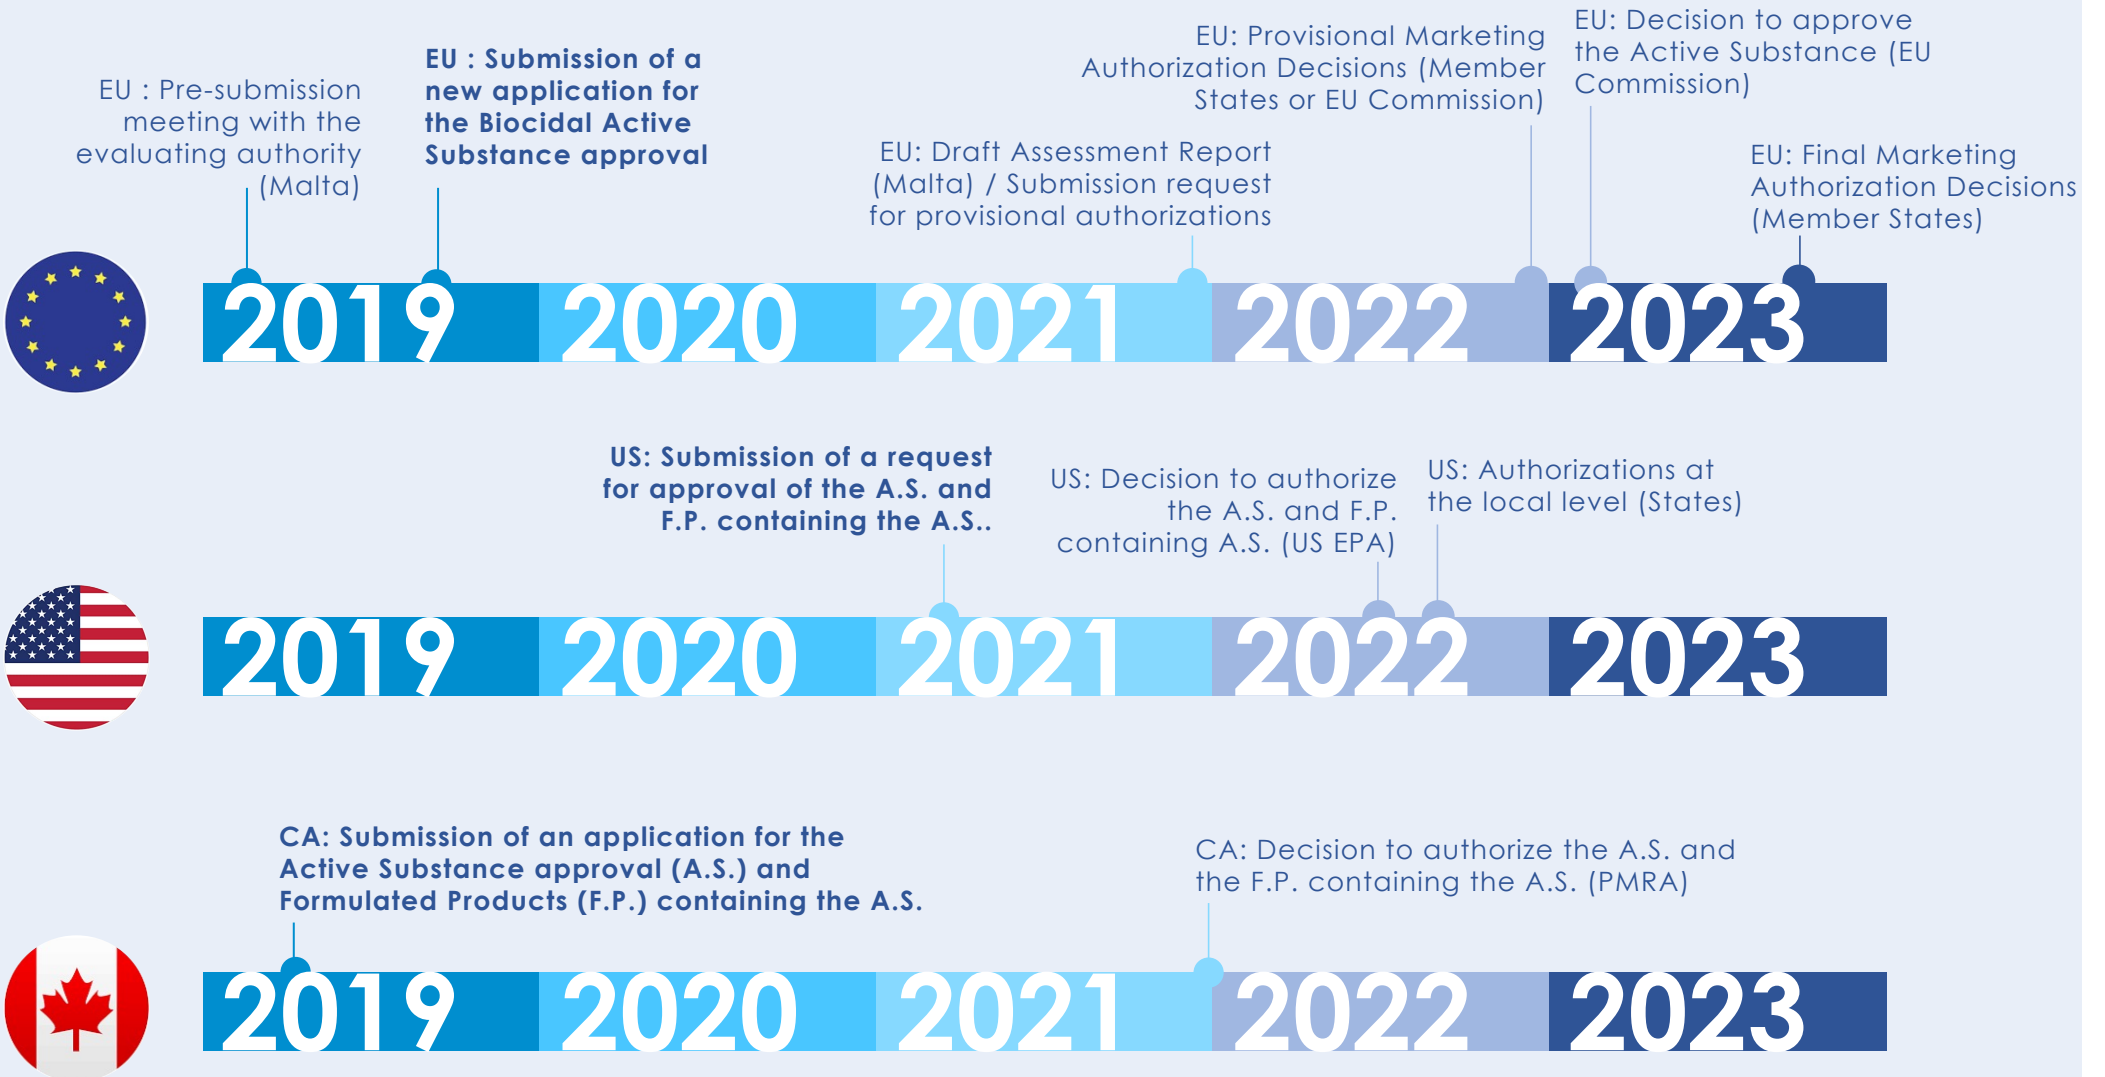 EU : Pre-submission
meeting with the
evaluating authority
(Malta)
EU : Submission of a
new application for
the Biocidal Active
Substance approval
EU: Draft Assessment Report
(Malta) / Submission request
for provisional authorizations
EU: Provisional Marketing
Authorization Decisions (Member
States or EU Commission)
EU: Decision to approve
the Active Substance (EU
Commission)
EU: Final Marketing
Authorization Decisions
(Member States)
2019 2020 2021 2022 2023
US: Submission of a request
for approval of the A.S. and
F.P. containing the A.S..
US: Decision to authorize
the A.S. and F.P.
containing A.S. (US EPA)
US: Authorizations at
the local level (States)
2019 2020 2021 2022 2023
CA: Submission of an application for the
Active Substance approval (A.S.) and
Formulated Products (F.P.) containing the A.S.
CA: Decision to authorize the A.S. and
the F.P. containing the A.S. (PMRA)
2019 2020 2021 2022 2023